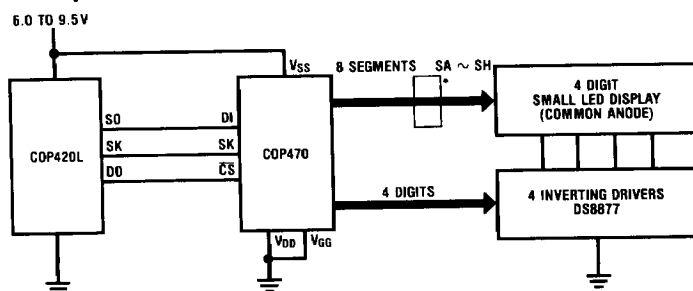 6.0 TO 9.5V
VSS
8 SEGMENTS SA ~ SH
*
4 DIGIT
SMALL LED DISPLAY
(COMMON ANODE)
COP420L
SO
SK
DO
DI
SK
CS
COP470
4 DIGITS
4 INVERTING DRIVERS
DS8877
VDD
VGG